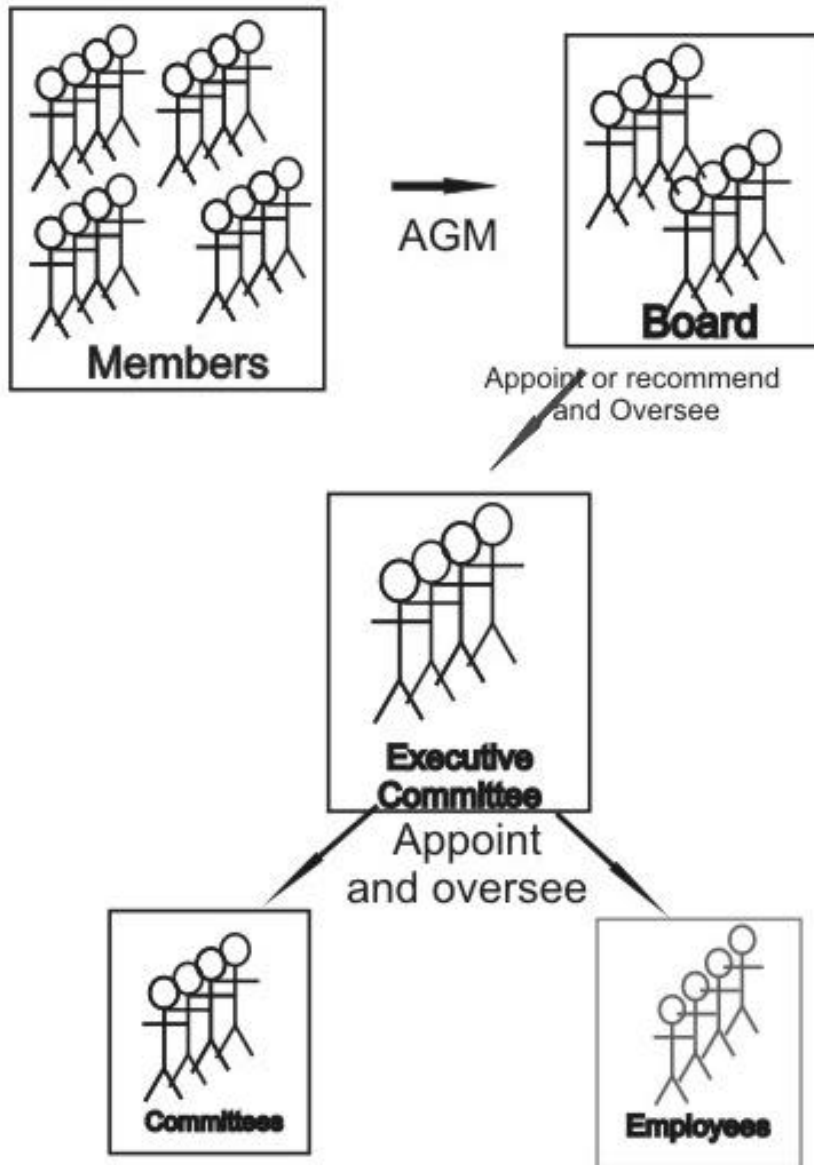 AGM
Members
Board
Appoint or recommend
and Oversee
Executive
Committee
Appoint
and oversee
Committees
Employees